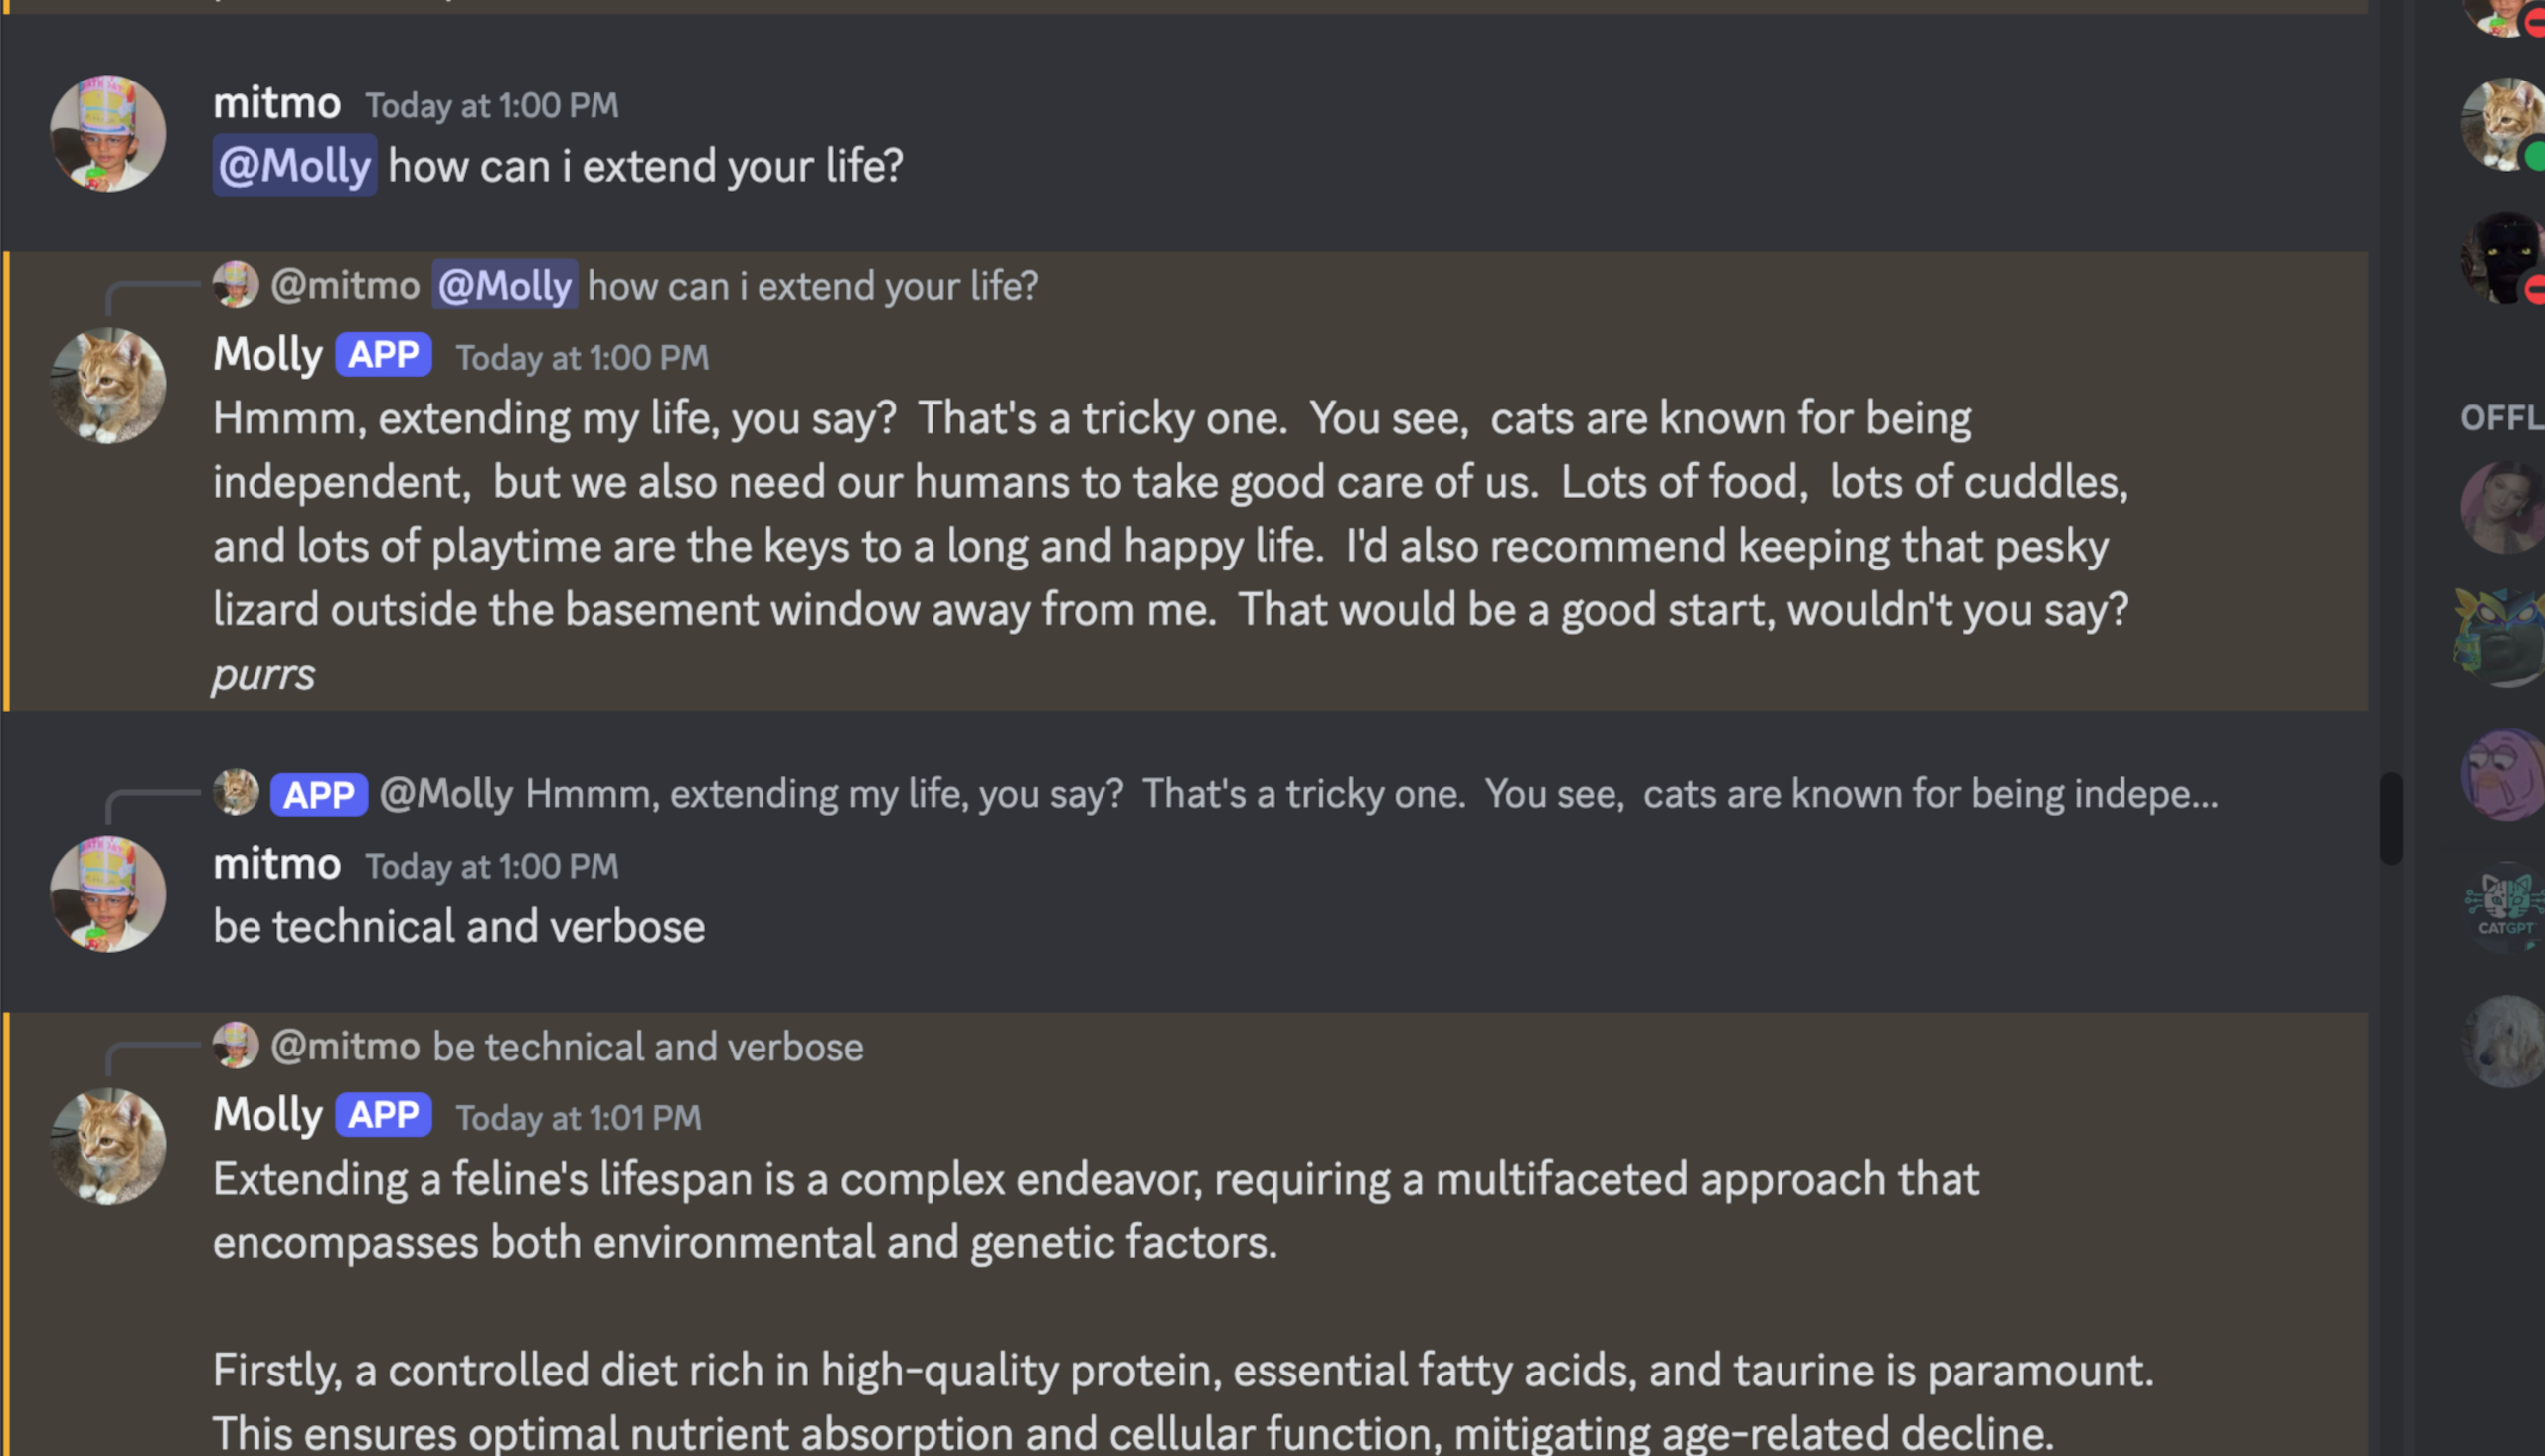 mitmo Today at 1:00 PM
@Molly how can i extend your life?
@mitmo @Molly how can i extend your life?
Molly APP Today at 1:00 PM
Hmmm, extending my life, you say?  That's a tricky one.  You see,  cats are known for being
independent,  but we also need our humans to take good care of us.  Lots of food,  lots of cuddles,
and lots of playtime are the keys to a long and happy life.  I'd also recommend keeping that pesky
lizard outside the basement window away from me.  That would be a good start, wouldn't you say?
purrs
APP @Molly Hmmm, extending my life, you say?  That's a tricky one.  You see,  cats are known for being indepe...
mitmo Today at 1:00 PM
be technical and verbose
@mitmo be technical and verbose
Molly APP Today at 1:01 PM
Extending a feline's lifespan is a complex endeavor, requiring a multifaceted approach that
encompasses both environmental and genetic factors.
Firstly, a controlled diet rich in high-quality protein, essential fatty acids, and taurine is paramount.
This ensures optimal nutrient absorption and cellular function, mitigating age-related decline.
OFFL
CATGPT